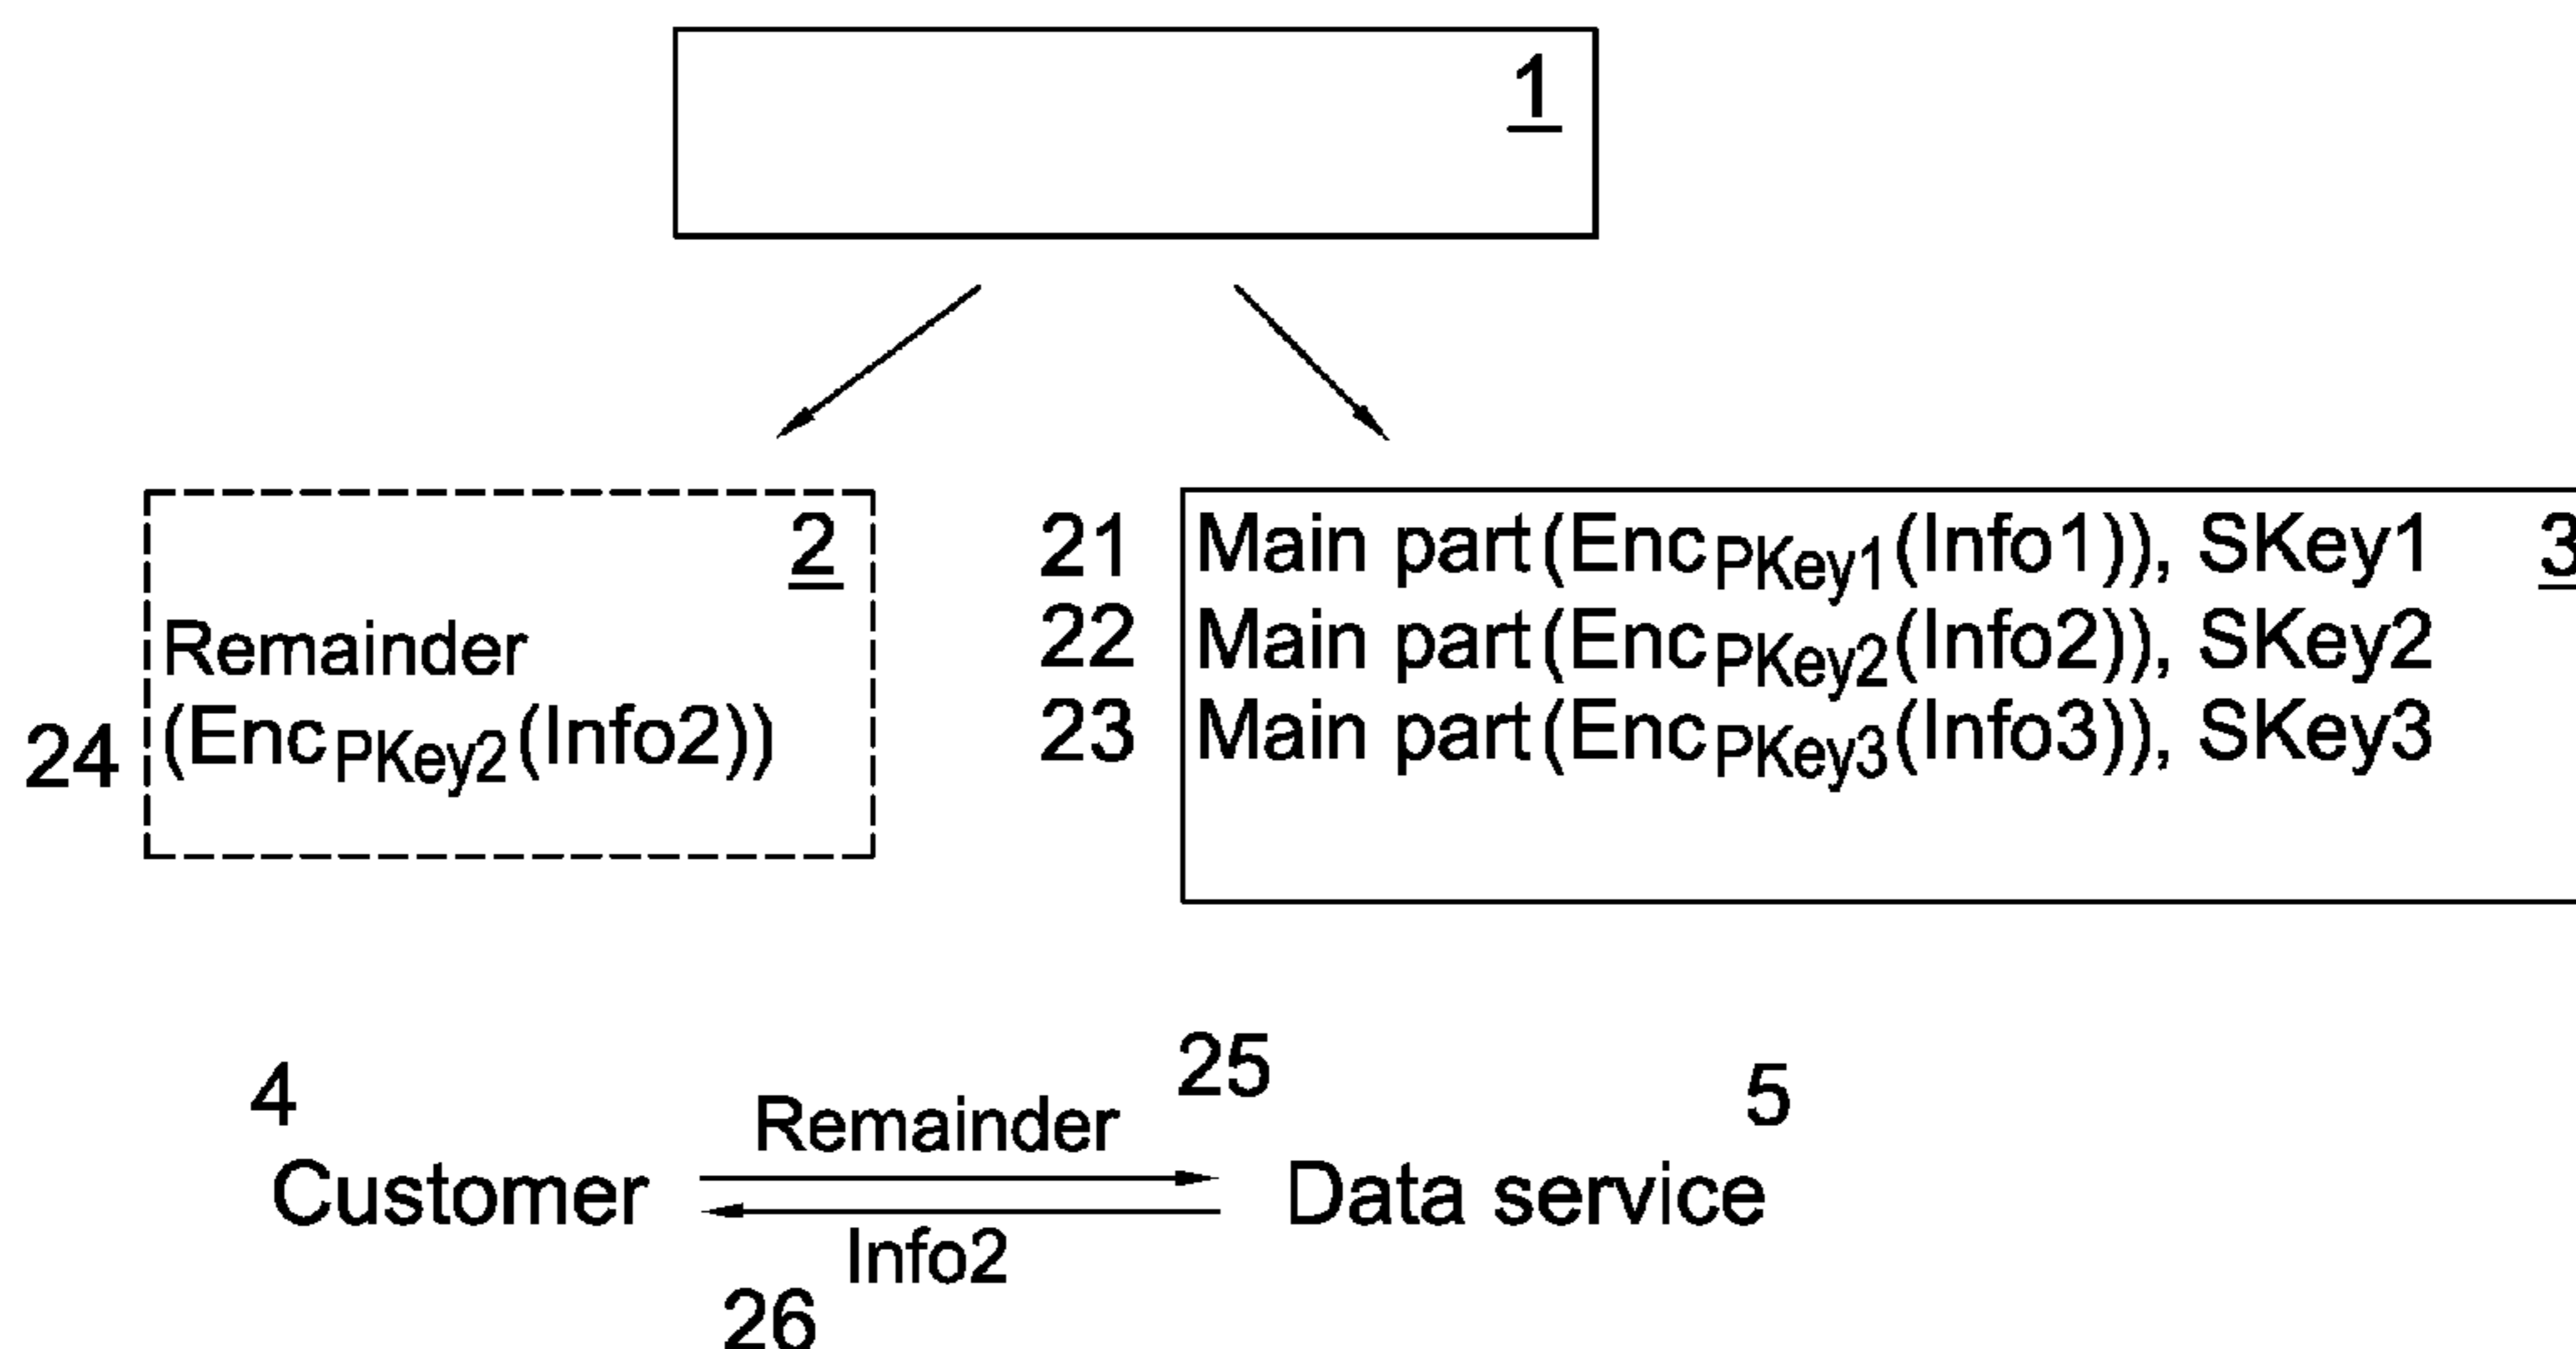 1
2
Remainder
24 (EncPKey2(Info2))
21 Main part(EncPKey1(Info1)), SKey1 3
22 Main part(EncPKey2(Info2)), SKey2
23 Main part(EncPKey3(Info3)), SKey3
4 25 5
Remainder
Customer Data service
Info2
26